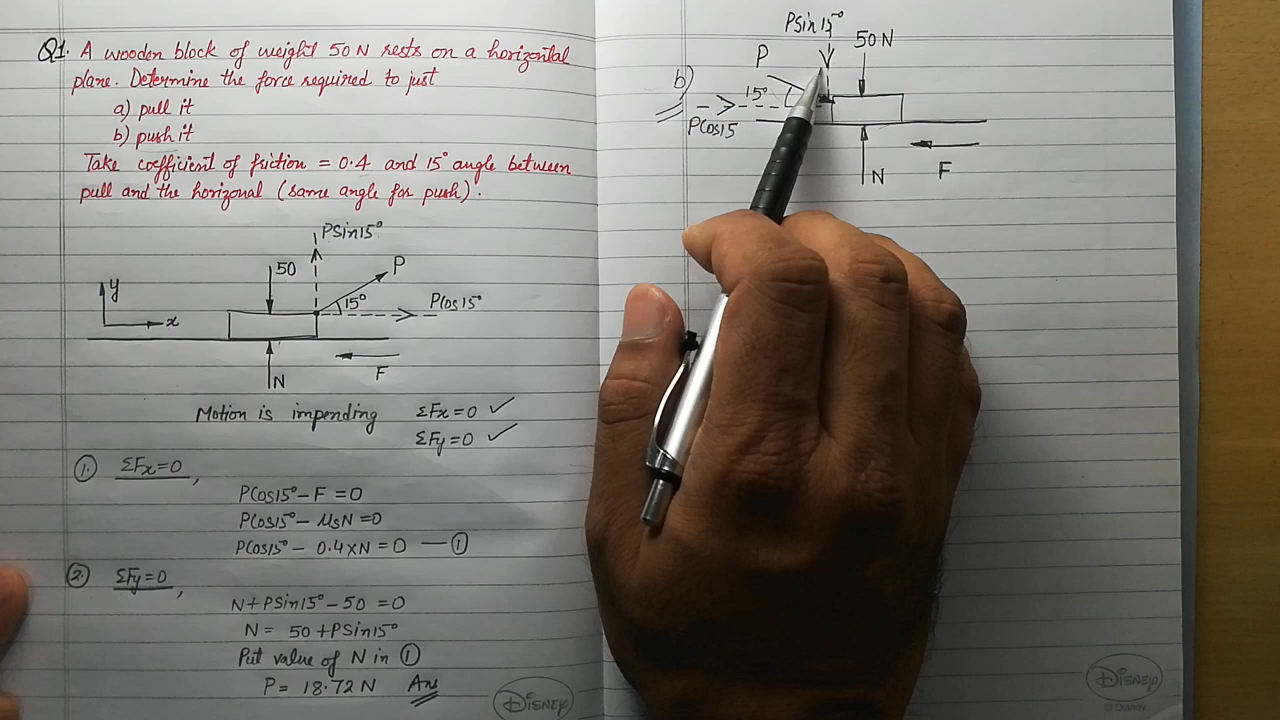 Q1. A wooden block of weight 50 N rests on a horizontal
plane. Determine the force required to just
a) pull it
b) push it
Take coefficient of friction = 0.4 and 15° angle between
pull and the horizonal (same angle for push).
PSin15°
50
P
y
15°
PCos15°
x
F
N
Motion is impending ΣFx=0 ✓
ΣFy=0 ✓
1. ΣFx=0,
PCos15° - F = 0
PCos15° - μsN = 0
PCos15° - 0.4×N = 0 — 1
2. ΣFy=0,
N+PSin15° - 50 = 0
N = 50 + PSin15°
Put value of N in 1
P = 18.72 N Ans
DISNEY
PSin15°
50 N
P
b)
15°
PCos15
F
N
DISNEY
© Disney